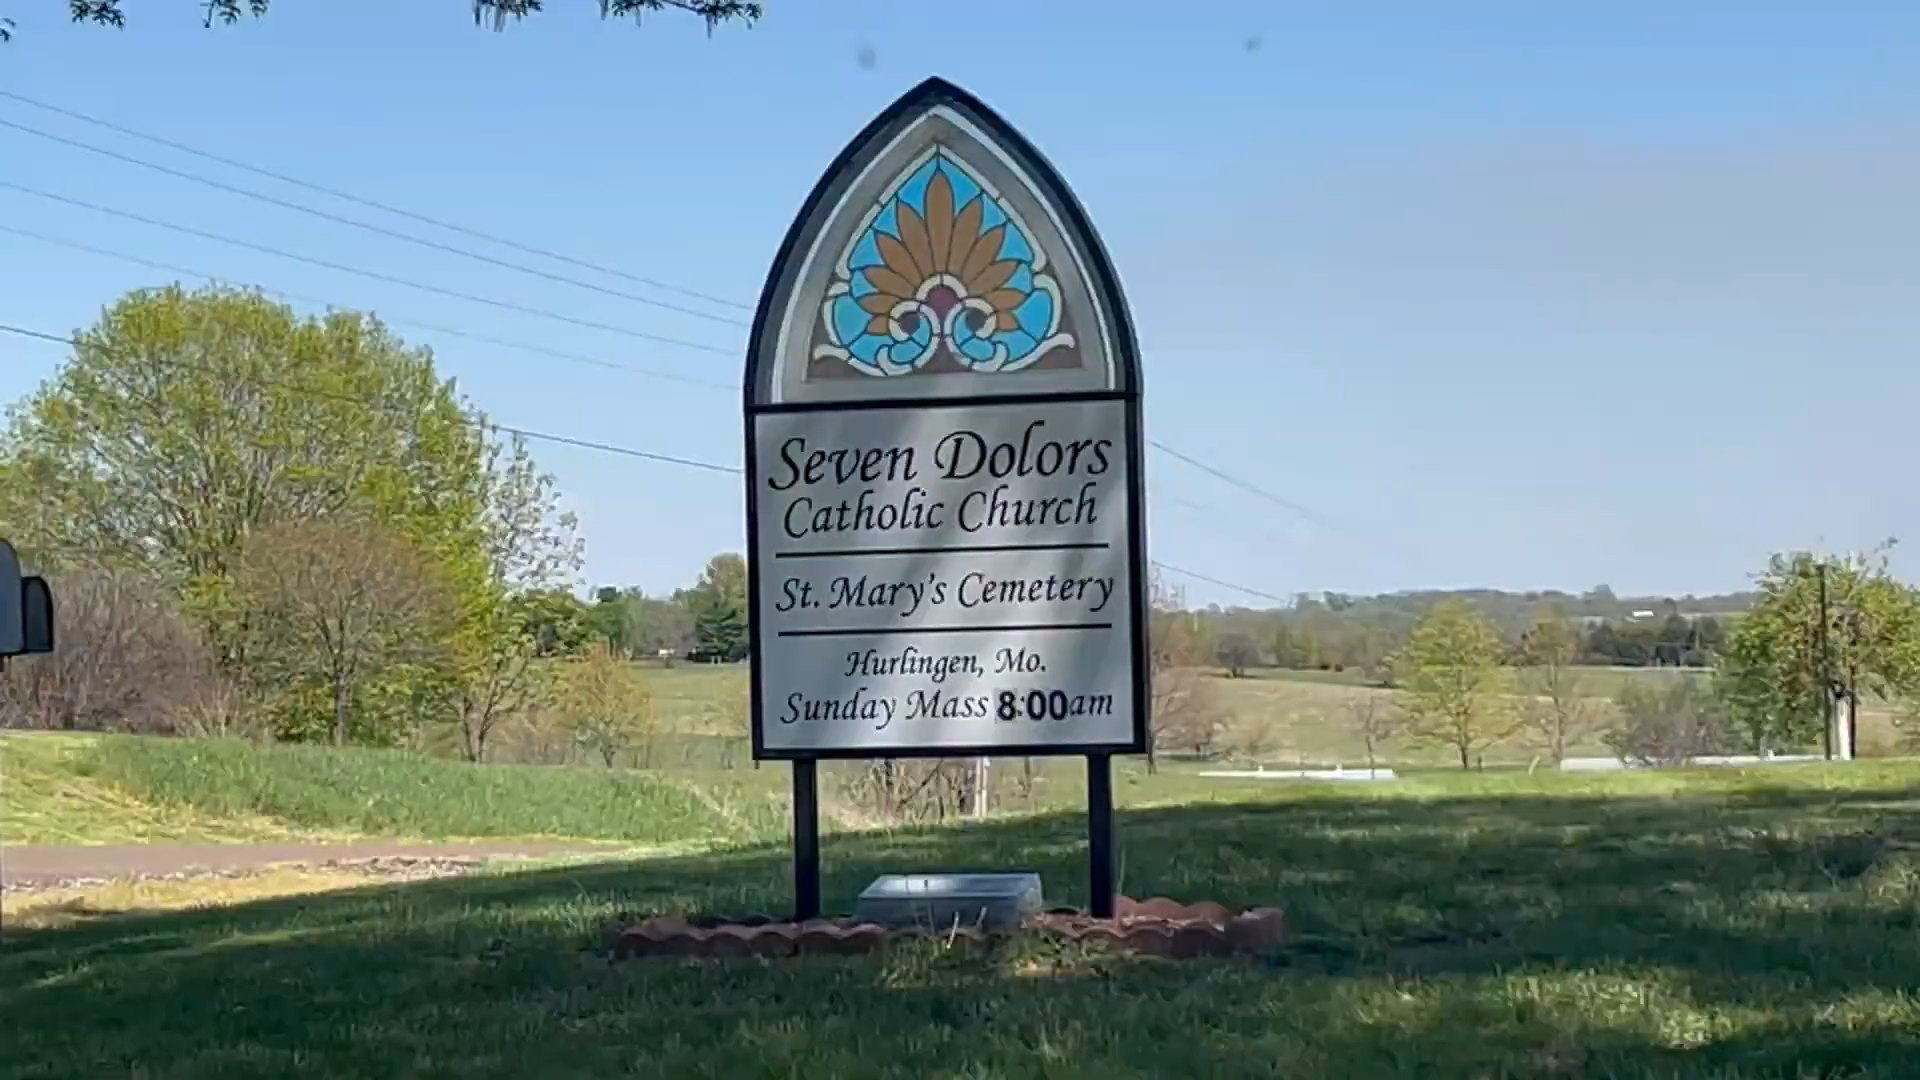 Seven Dolors
Catholic Church
St. Mary's Cemetery
Hurlingen, Mo.
Sunday Mass 8:00am